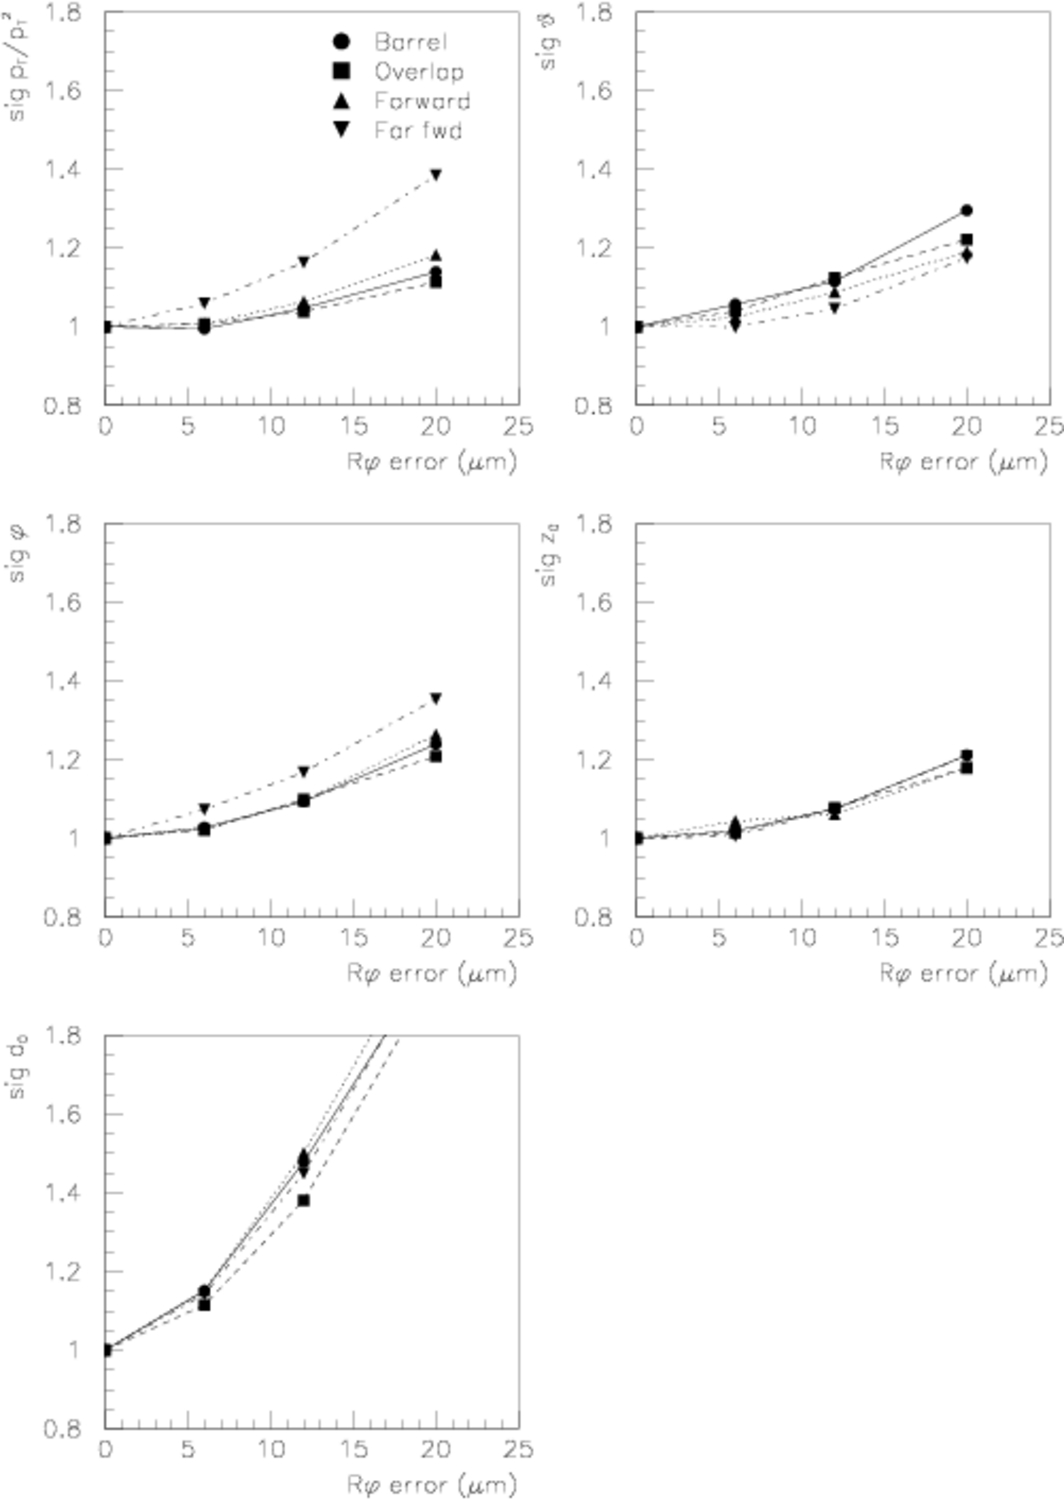 sig pT/pT²
1.8
1.6
1.4
1.2
1
0.8
0 5 10 15 20 25
Rφ error (μm)
Barrel
Overlap
Forward
Far fwd
sig ϑ
1.8
1.6
1.4
1.2
1
0.8
0 5 10 15 20 25
Rφ error (μm)
sig φ
1.8
1.6
1.4
1.2
1
0.8
0 5 10 15 20 25
Rφ error (μm)
sig z₀
1.8
1.6
1.4
1.2
1
0.8
0 5 10 15 20 25
Rφ error (μm)
sig d₀
1.8
1.6
1.4
1.2
1
0.8
0 5 10 15 20 25
Rφ error (μm)